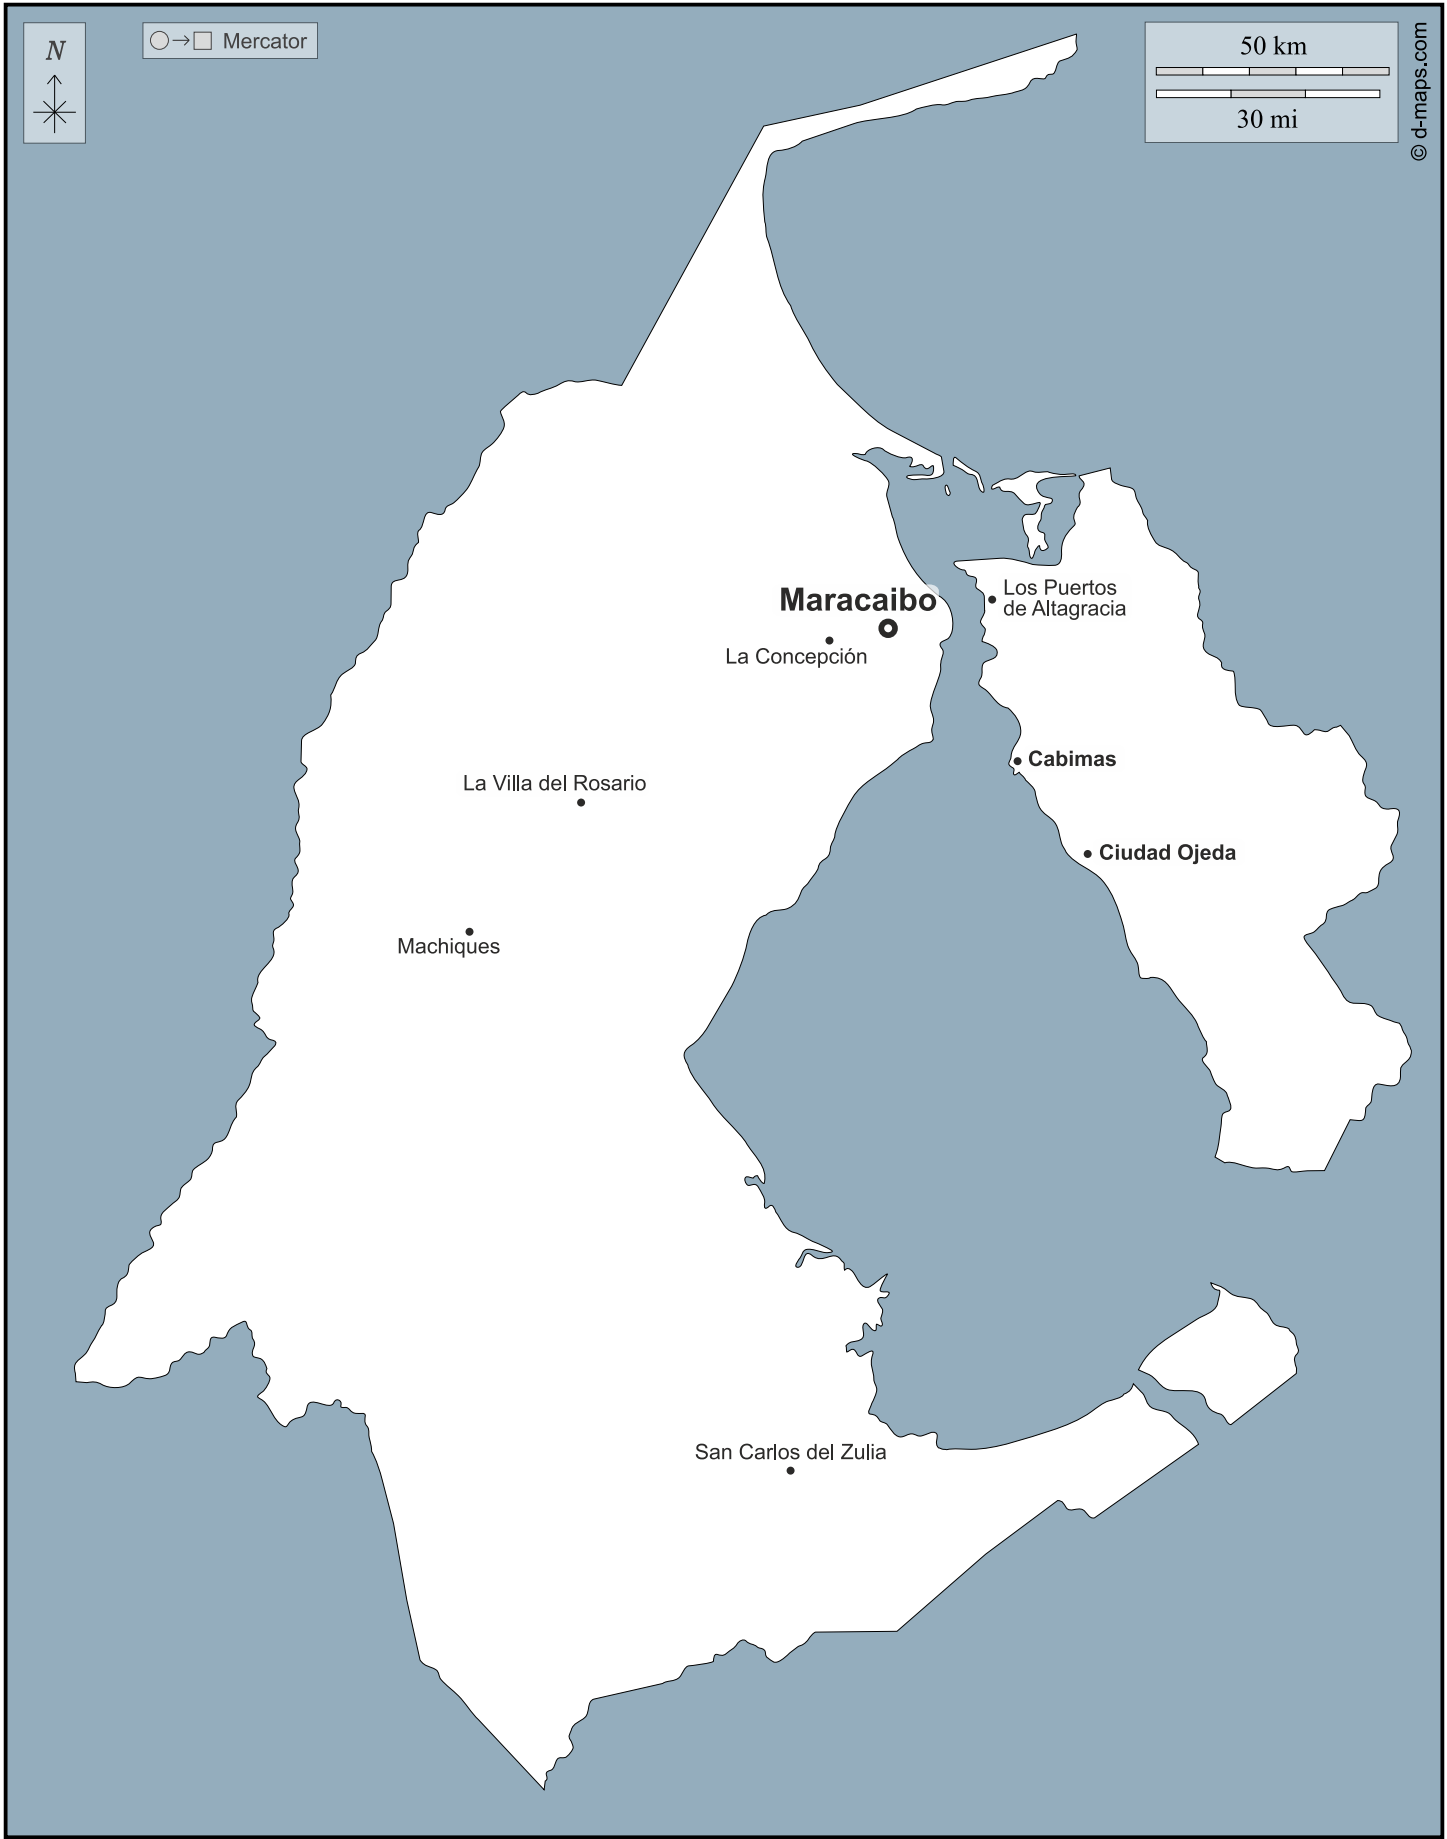 N
Mercator
50 km
30 mi
© d-maps.com
Maracaibo
Los Puertos
de Altagracia
La Concepción
Cabimas
La Villa del Rosario
Ciudad Ojeda
Machiques
San Carlos del Zulia